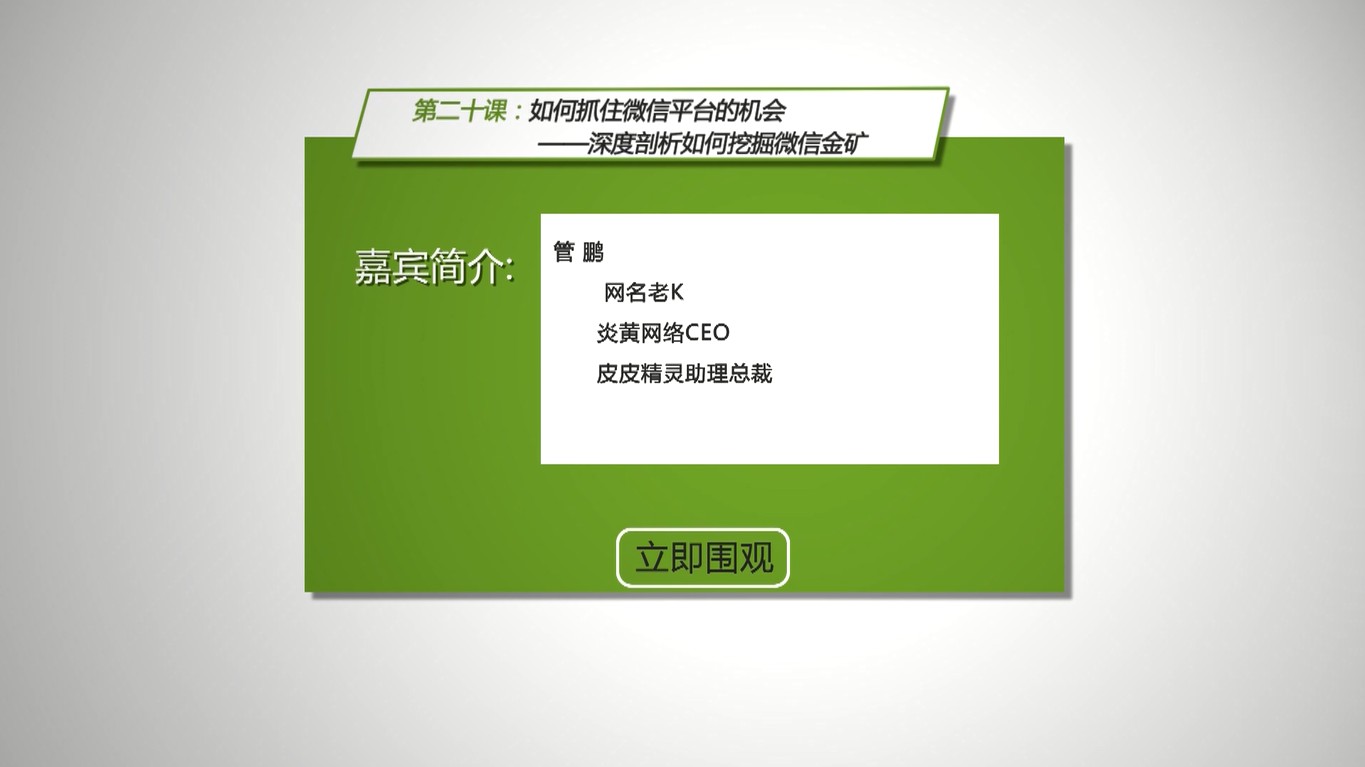 第二十课：如何抓住微信平台的机会
——深度剖析如何挖掘微信金矿
嘉宾简介:
管 鹏
网名老K
炎黄网络CEO
皮皮精灵助理总裁
立即围观